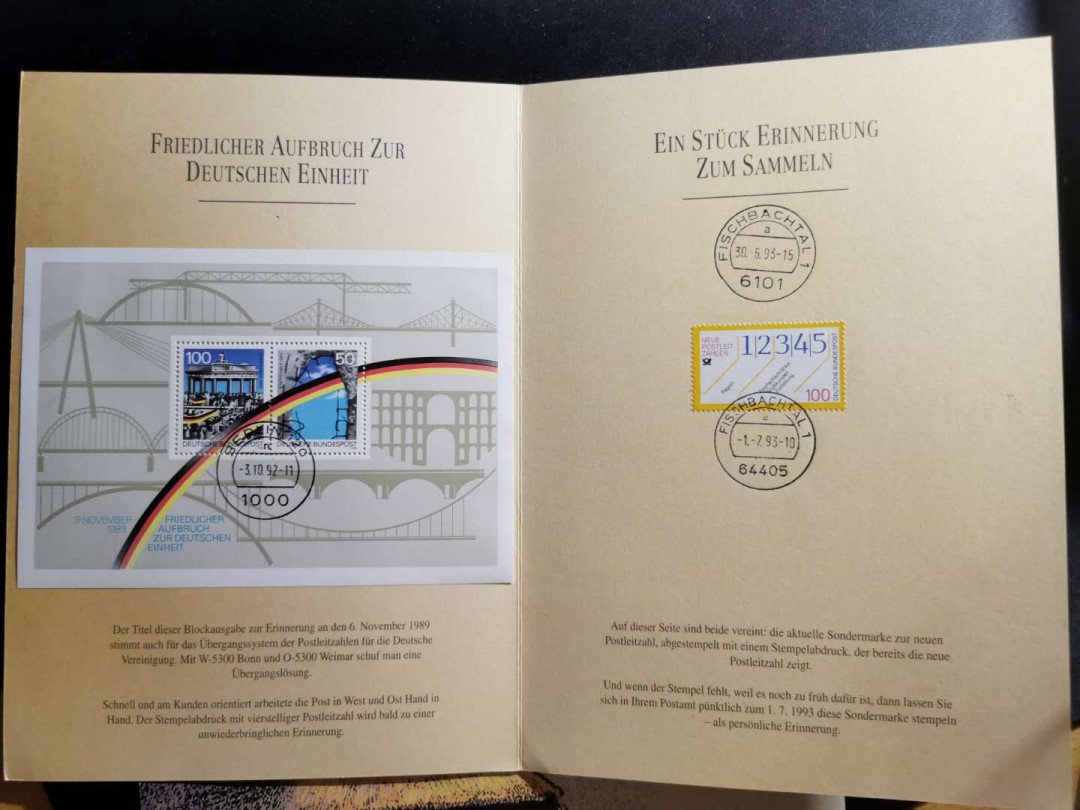 FRIEDLICHER AUFBRUCH ZUR
DEUTSCHEN EINHEIT
100
50
DEUTSCHE BUNDESPOST
DEUTSCHE BUNDESPOST
BERLIN
-3.10.92-11
1000
9 NOVEMBER
1989
FRIEDLICHER
AUFBRUCH
ZUR DEUTSCHEN
EINHEIT
Der Titel dieser Blockausgabe zur Erinnerung an den 6. November 1989
stimmt auch für das Übergangssystem der Postleitzahlen für die Deutsche
Vereinigung. Mit W-5300 Bonn und O-5300 Weimar schuf man eine
Übergangslösung.
Schnell und am Kunden orientiert arbeitete die Post in West und Ost Hand in
Hand. Der Stempelabdruck mit vierstelliger Postleitzahl wird bald zu einer
unwiederbringlichen Erinnerung.
EIN STÜCK ERINNERUNG
ZUM SAMMELN
FISCHBACHTAL 1
a
30.-6.93-15
6101
NEUE
POSTLEIT
ZAHLEN
12345
Region
100
DEUTSCHE BUNDESPOST
FISCHBACHTAL 1
-1.-7.93-10
64405
Auf dieser Seite sind beide vereint: die aktuelle Sondermarke zur neuen
Postleitzahl, abgestempelt mit einem Stempelabdruck, der bereits die neue
Postleitzahl zeigt.
Und wenn der Stempel fehlt, weil es noch zu früh dafür ist, dann lassen Sie
sich in Ihrem Postamt pünktlich zum 1. 7. 1993 diese Sondermarke stempeln
–als persönliche Erinnerung.